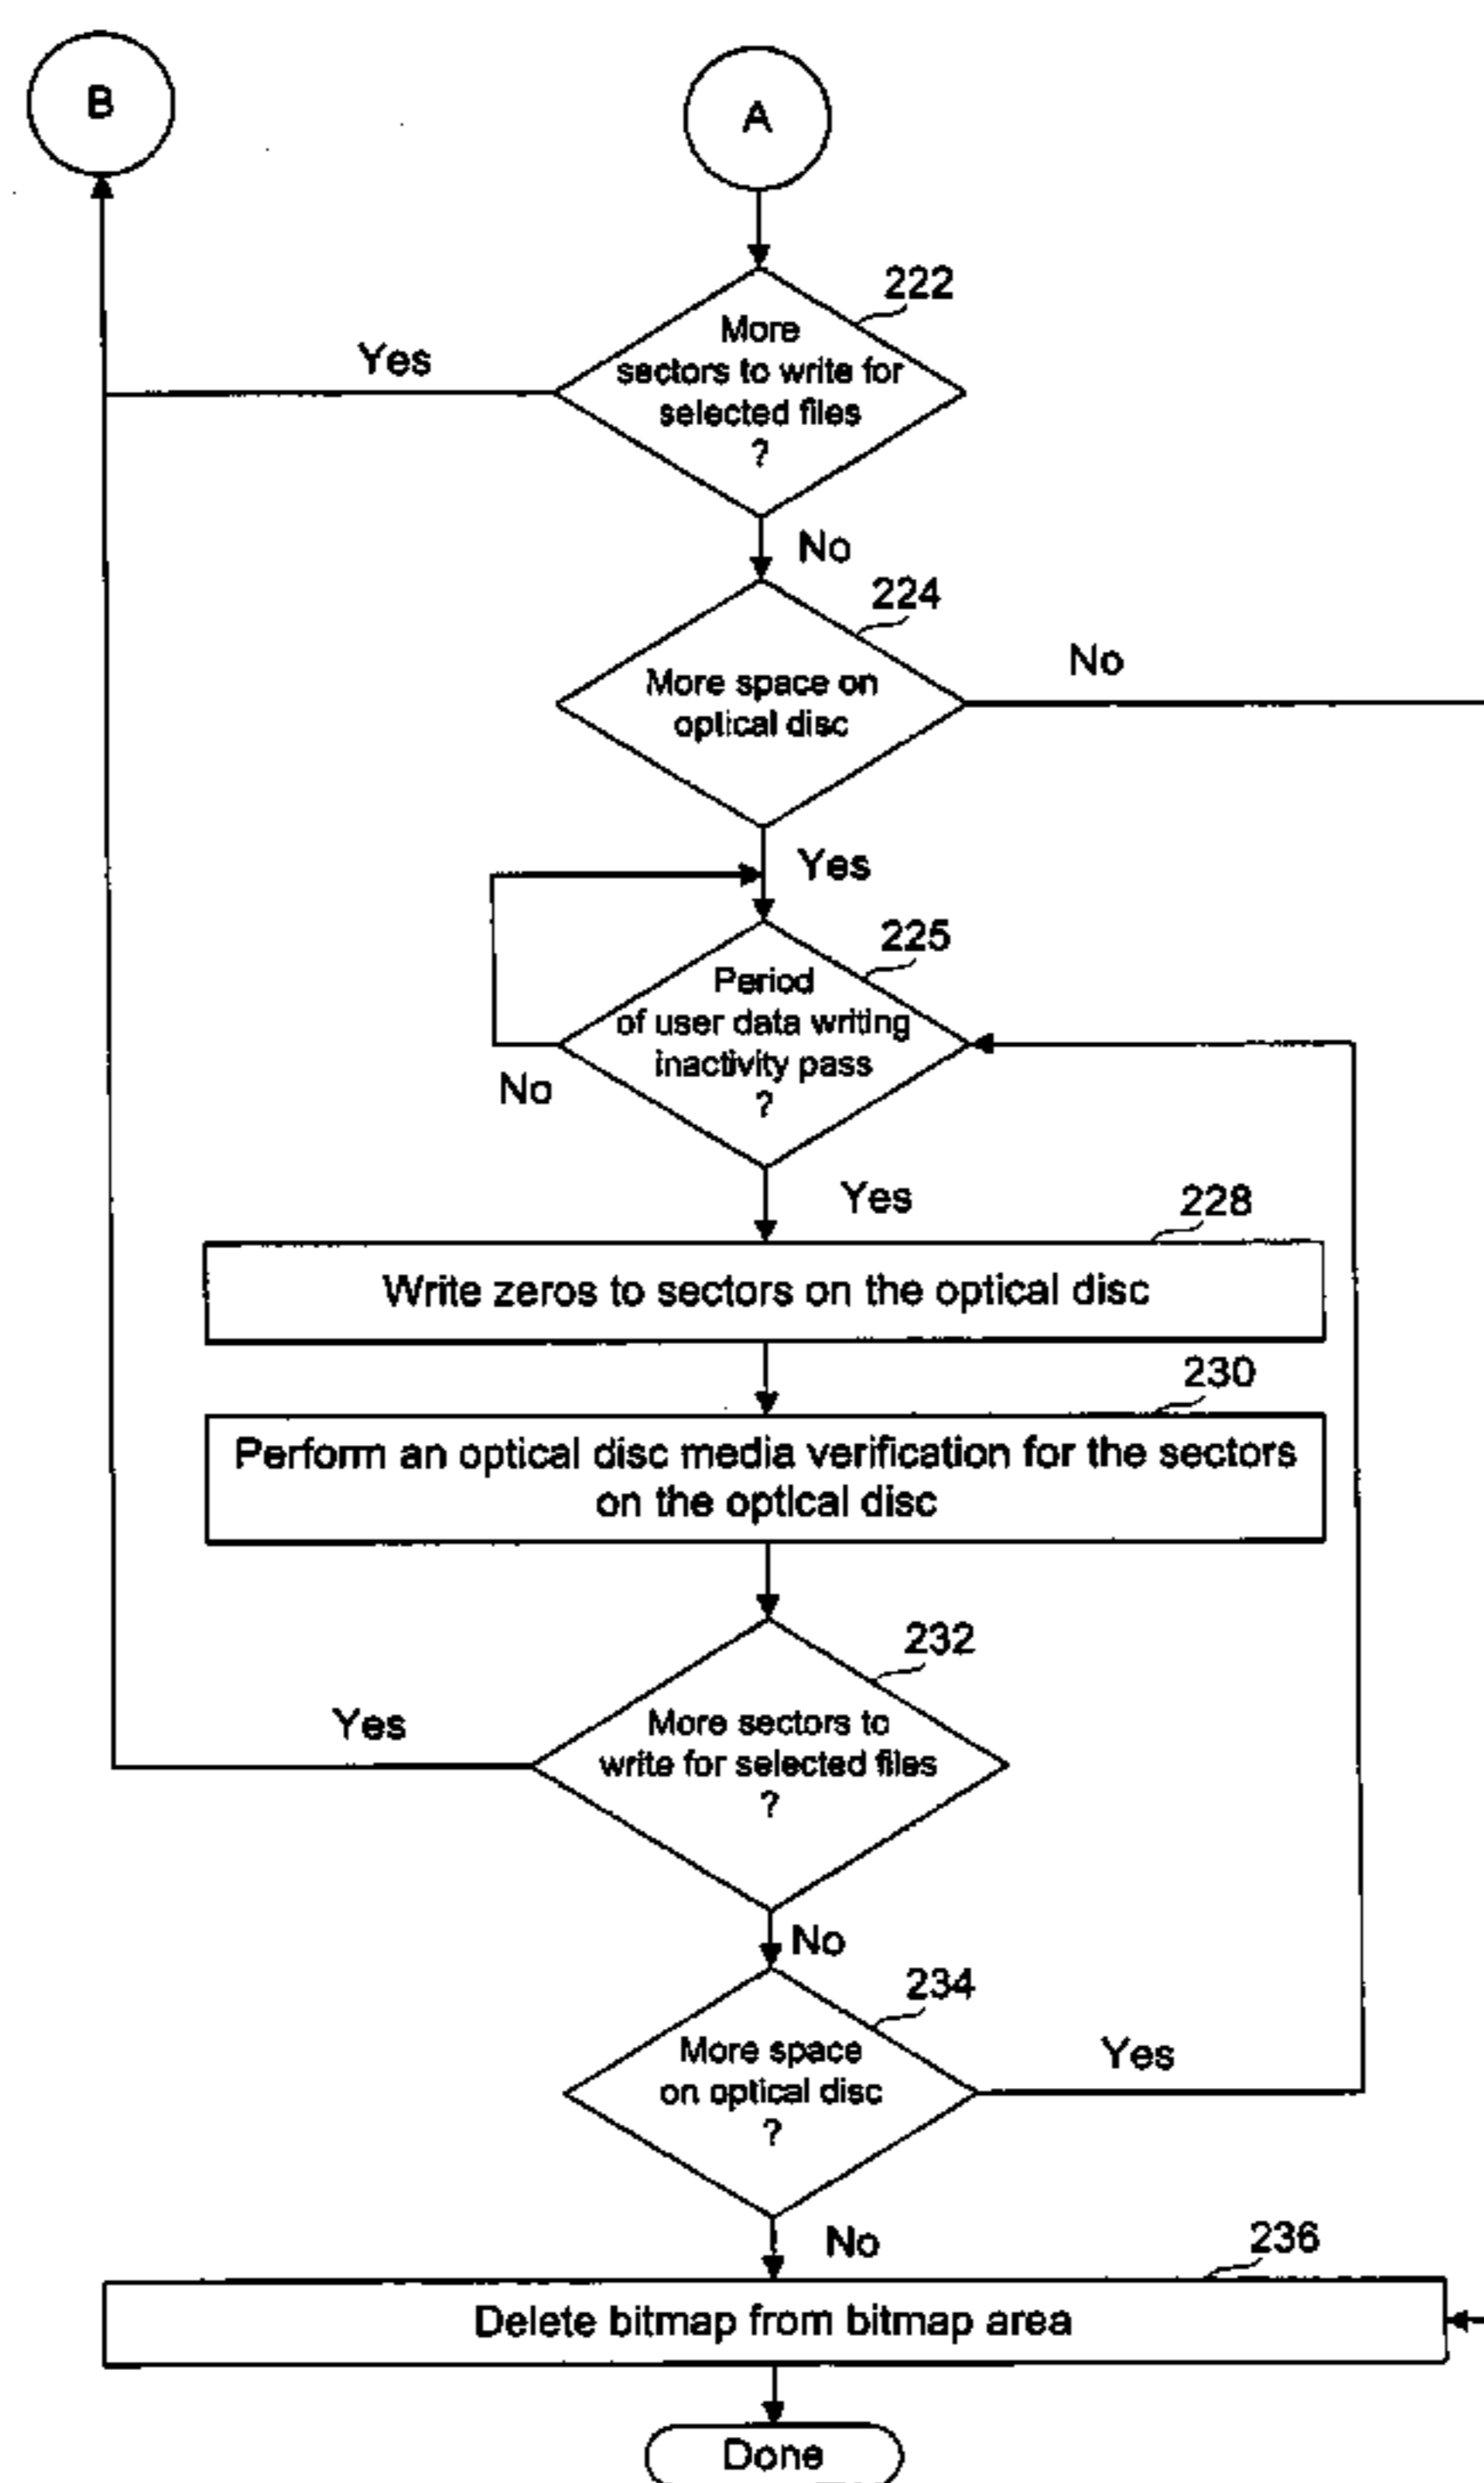 B
A
222
More
sectors to write for
selected files
?
Yes
No
224
More space on
optical disc
No
Yes
225
Period
of user data writing
inactivity pass
?
No
Yes
228
Write zeros to sectors on the optical disc
230
Perform an optical disc media verification for the sectors
on the optical disc
232
More sectors to
write for selected files
?
Yes
No
234
More space
on optical disc
?
Yes
No
236
Delete bitmap from bitmap area
Done